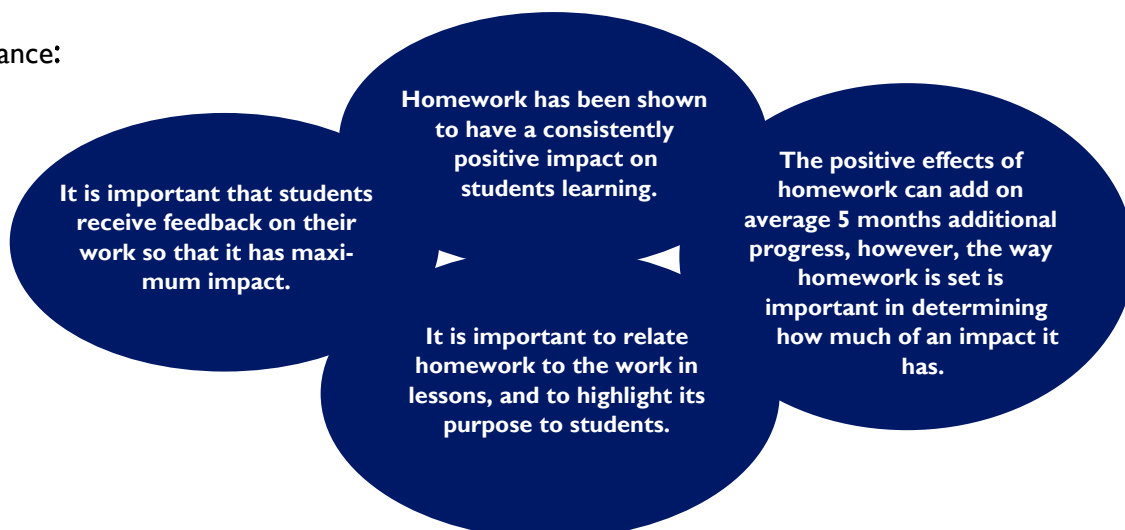 ance:
Homework has been shown
to have a consistently
positive impact on
students learning.
It is important that students
receive feedback on their
work so that it has maxi-
mum impact.
The positive effects of
homework can add on
average 5 months additional
progress, however, the way
homework is set is
important in determining
how much of an impact it
has.
It is important to relate
homework to the work in
lessons, and to highlight its
purpose to students.